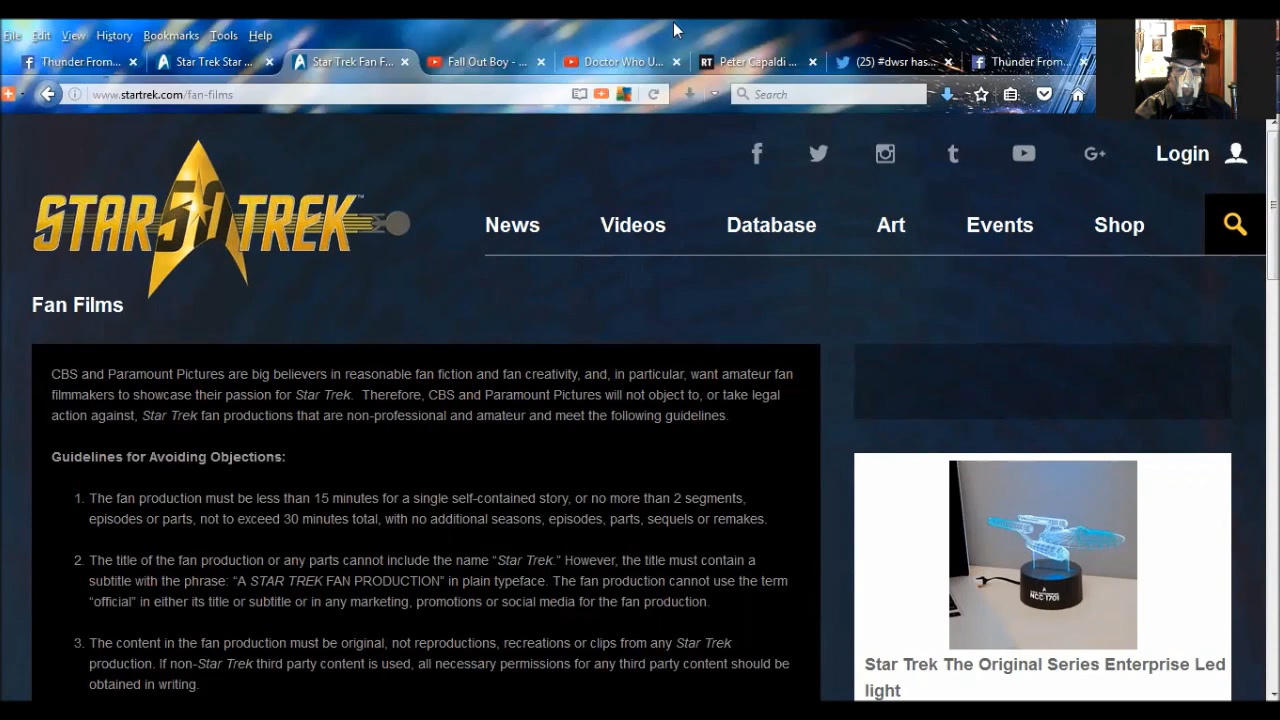 File Edit View History Bookmarks Tools Help
Thunder From... Star Trek Star ... Star Trek Fan F... Fall Out Boy - ... Doctor Who U... RT Peter Capaldi ... (25) #dwsr has... Thunder From...
www.startrek.com/fan-films
Search
Login
STAR 50 TREK™
News Videos Database Art Events Shop
Fan Films
CBS and Paramount Pictures are big believers in reasonable fan fiction and fan creativity, and, in particular, want amateur fan
filmmakers to showcase their passion for Star Trek. Therefore, CBS and Paramount Pictures will not object to, or take legal
action against, Star Trek fan productions that are non-professional and amateur and meet the following guidelines.
Guidelines for Avoiding Objections:
1. The fan production must be less than 15 minutes for a single self-contained story, or no more than 2 segments,
episodes or parts, not to exceed 30 minutes total, with no additional seasons, episodes, parts, sequels or remakes.
2. The title of the fan production or any parts cannot include the name “Star Trek.” However, the title must contain a
subtitle with the phrase: “A STAR TREK FAN PRODUCTION” in plain typeface. The fan production cannot use the term
“official” in either its title or subtitle or in any marketing, promotions or social media for the fan production.
3. The content in the fan production must be original, not reproductions, recreations or clips from any Star Trek
production. If non-Star Trek third party content is used, all necessary permissions for any third party content should be
obtained in writing.
NCC 1701
Star Trek The Original Series Enterprise Led
light